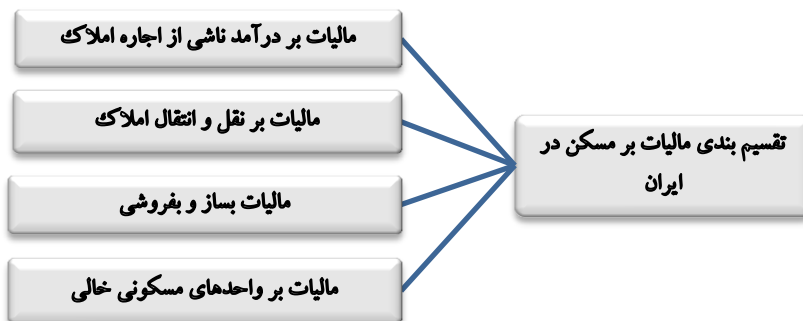 تقسیم بندی مالیات بر مسکن در
ایران
مالیات بر درآمد ناشی از اجاره املاک
مالیات بر نقل و انتقال املاک
مالیات بساز و بفروشی
مالیات بر واحدهای مسکونی خالی